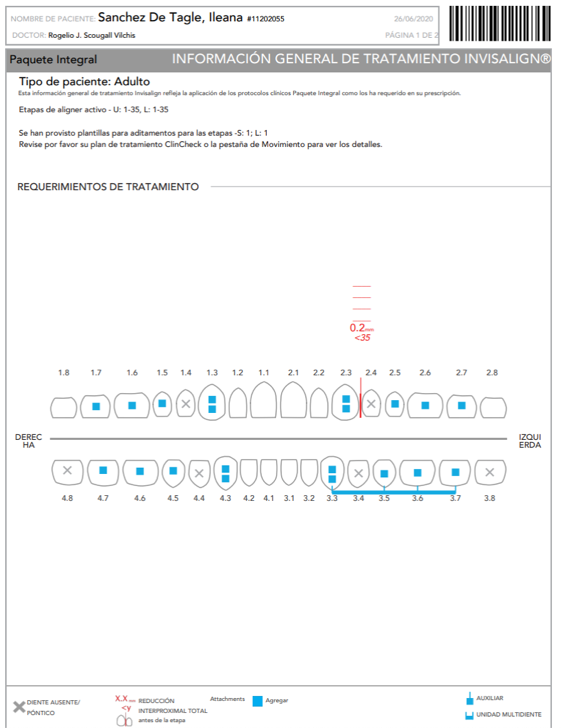 NOMBRE DE PACIENTE: Sanchez De Tagle, Ileana #11202055
26/06/2020
DOCTOR: Rogelio J. Scougall Vilchis
PÁGINA 1 DE 2
Paquete Integral
INFORMACIÓN GENERAL DE TRATAMIENTO INVISALIGN®
Tipo de paciente: Adulto
Esta información general de tratamiento Invisalign refleja la aplicación de los protocolos clínicos Paquete Integral como los ha requerido en su prescripción.
Etapas de aligner activo - U: 1-35, L: 1-35
Se han provisto plantillas para aditamentos para las etapas -S: 1; L: 1
Revise por favor su plan de tratamiento ClinCheck o la pestaña de Movimiento para ver los detalles.
REQUERIMIENTOS DE TRATAMIENTO
0.2mm
<35
1.8 1.7 1.6 1.5 1.4 1.3 1.2 1.1 2.1 2.2 2.3 2.4 2.5 2.6 2.7 2.8
DEREC
HA
IZQUI
ERDA
4.8 4.7 4.6 4.5 4.4 4.3 4.2 4.1 3.1 3.2 3.3 3.4 3.5 3.6 3.7 3.8
DIENTE AUSENTE/
PÓNTICO
X.X mm REDUCCIÓN
<y INTERPROXIMAL TOTAL
antes de la etapa
Attachments
Agregar
AUXILIAR
UNIDAD MULTIDIENTE